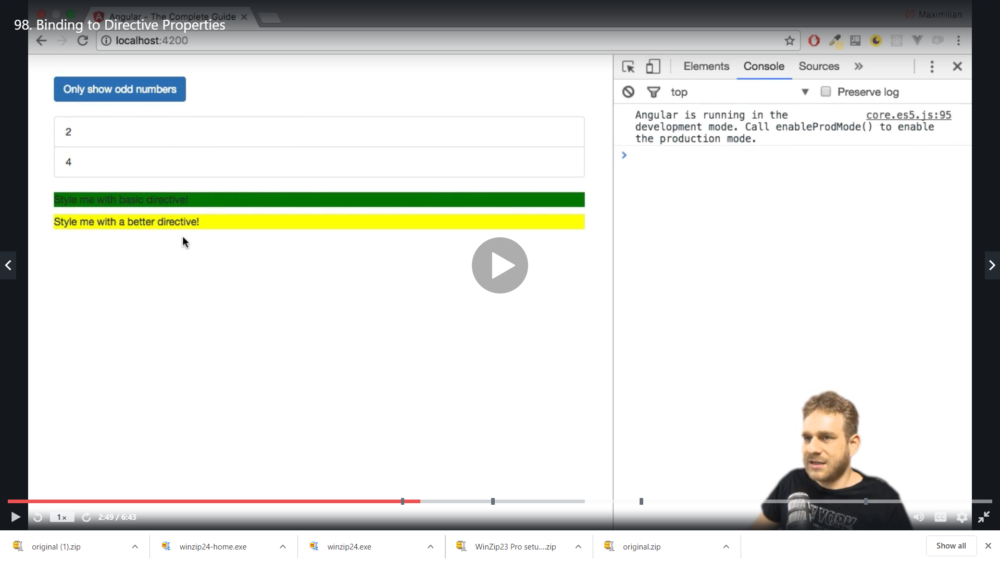 Angular - The Complete Guide
Maximilian
98. Binding to Directive Properties
localhost:4200
Elements Console Sources
Only show odd numbers
top
Preserve log
Angular is running in the core.es5.js:95
development mode. Call enableProdMode() to enable
the production mode.
2
4
Style me with basic directive!
Style me with a better directive!
JB
1x
2:49 / 6:43
CC
YORK
original (1).zip
winzip24-home.exe
winzip24.exe
WinZip23 Pro setu....zip
original.zip
Show all